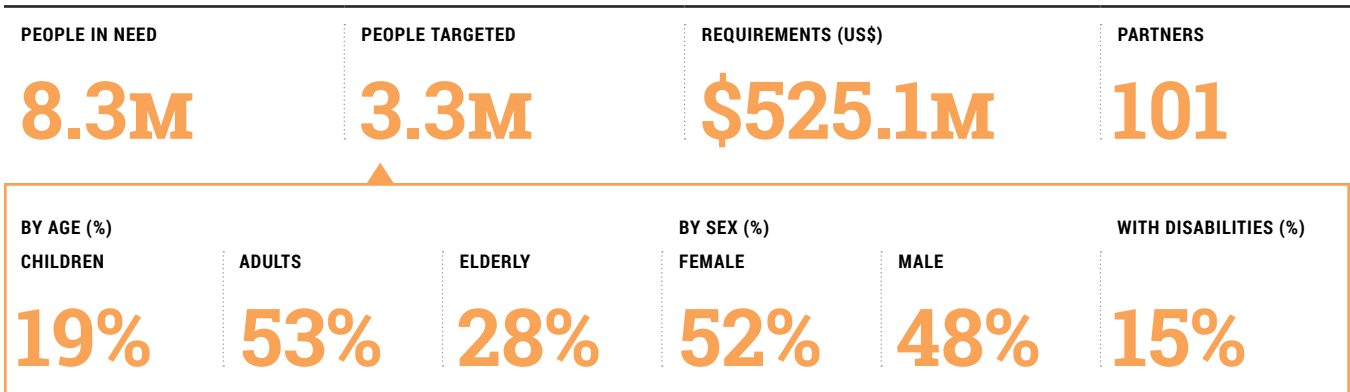 PEOPLE IN NEED
PEOPLE TARGETED
REQUIREMENTS (US$)
PARTNERS
8.3M
3.3M
$525.1M
101
BY AGE (%)
BY SEX (%)
WITH DISABILITIES (%)
CHILDREN
ADULTS
ELDERLY
FEMALE
MALE
19%
53%
28%
52%
48%
15%